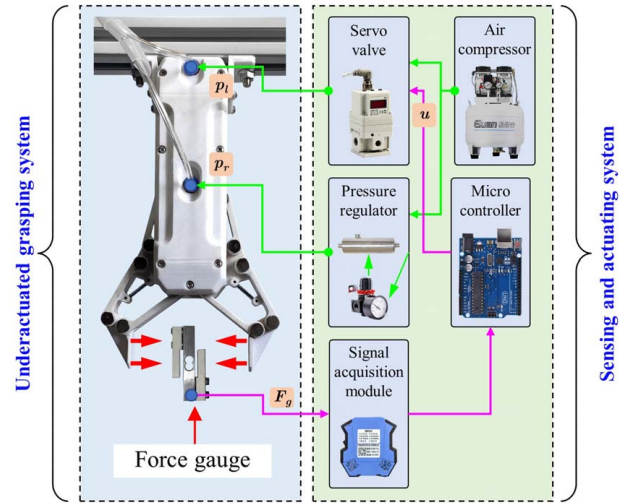 Underactuated grasping system
p_l
p_r
F_g
Force gauge
Servo
valve
Air
compressor
u
Pressure
regulator
Micro
controller
Signal
acquisition
module
Sensing and actuating system